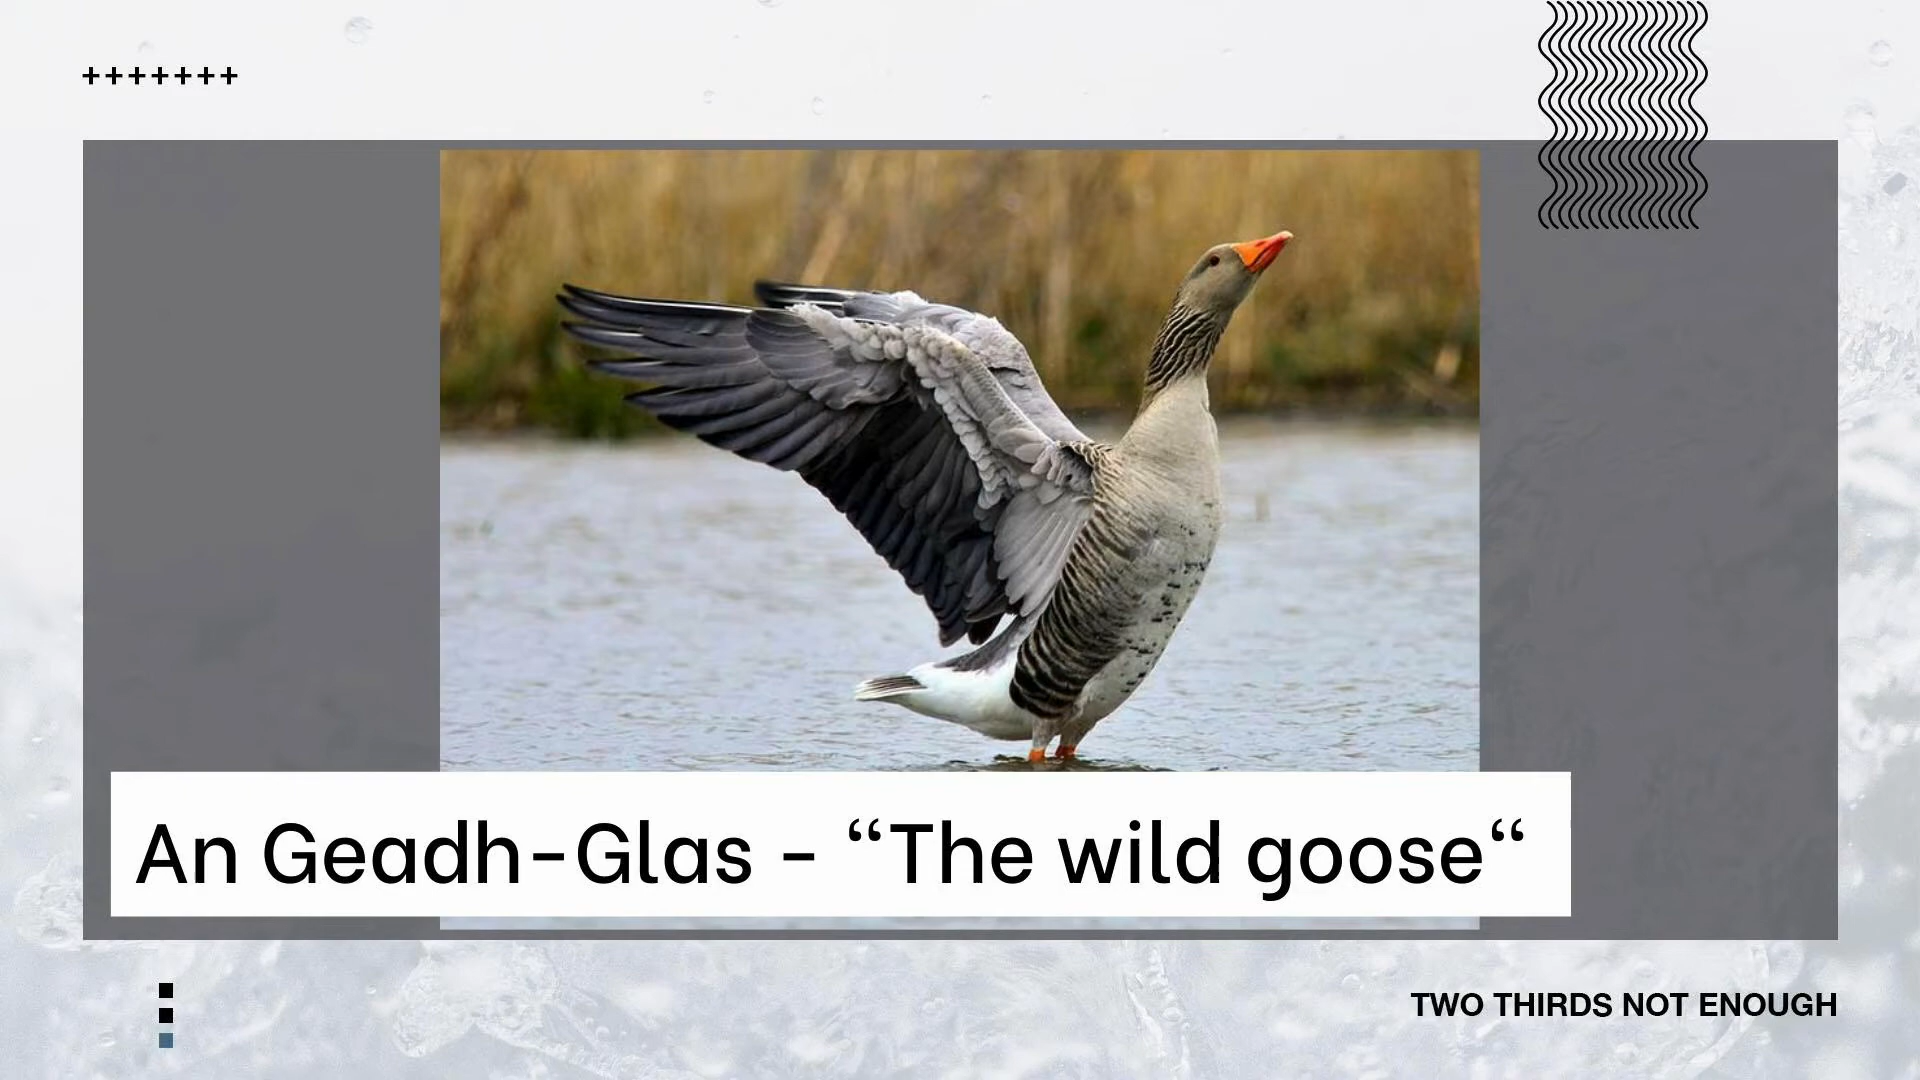 +++++++
An Geadh-Glas - “The wild goose“
TWO THIRDS NOT ENOUGH